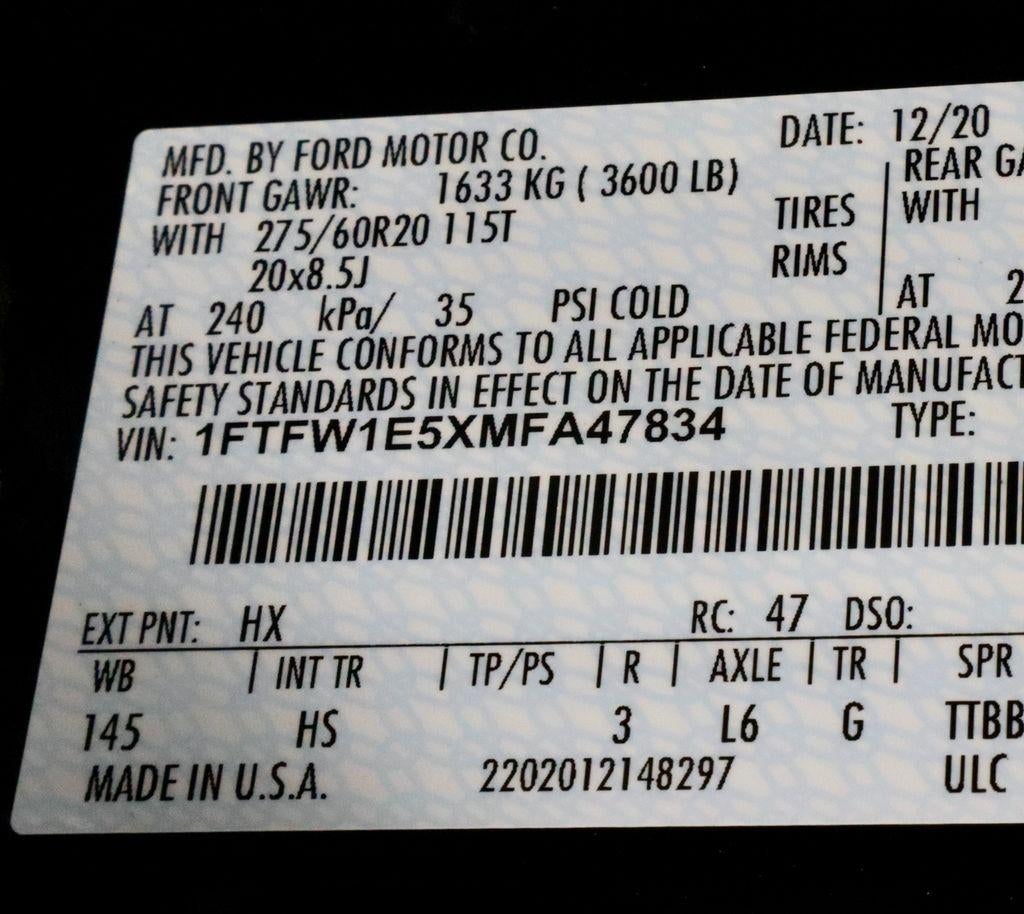 MFD. BY FORD MOTOR CO. DATE: 12/20
FRONT GAWR: 1633 KG ( 3600 LB) REAR
WITH 275/60R20 115T TIRES WITH
20x8.5J RIMS
AT 240 kPa/ 35 PSI COLD AT
THIS VEHICLE CONFORMS TO ALL APPLICABLE FEDERAL
SAFETY STANDARDS IN EFFECT ON THE DATE OF
VIN: 1FTFW1E5XMFA47834 TYPE:
EXT PNT: HX RC: 47 DSO:
WB | INT TR | TP/PS | R | AXLE | TR | SPR
145 HS 3 L6 G TTBB
MADE IN U.S.A. 2202012148297 ULC